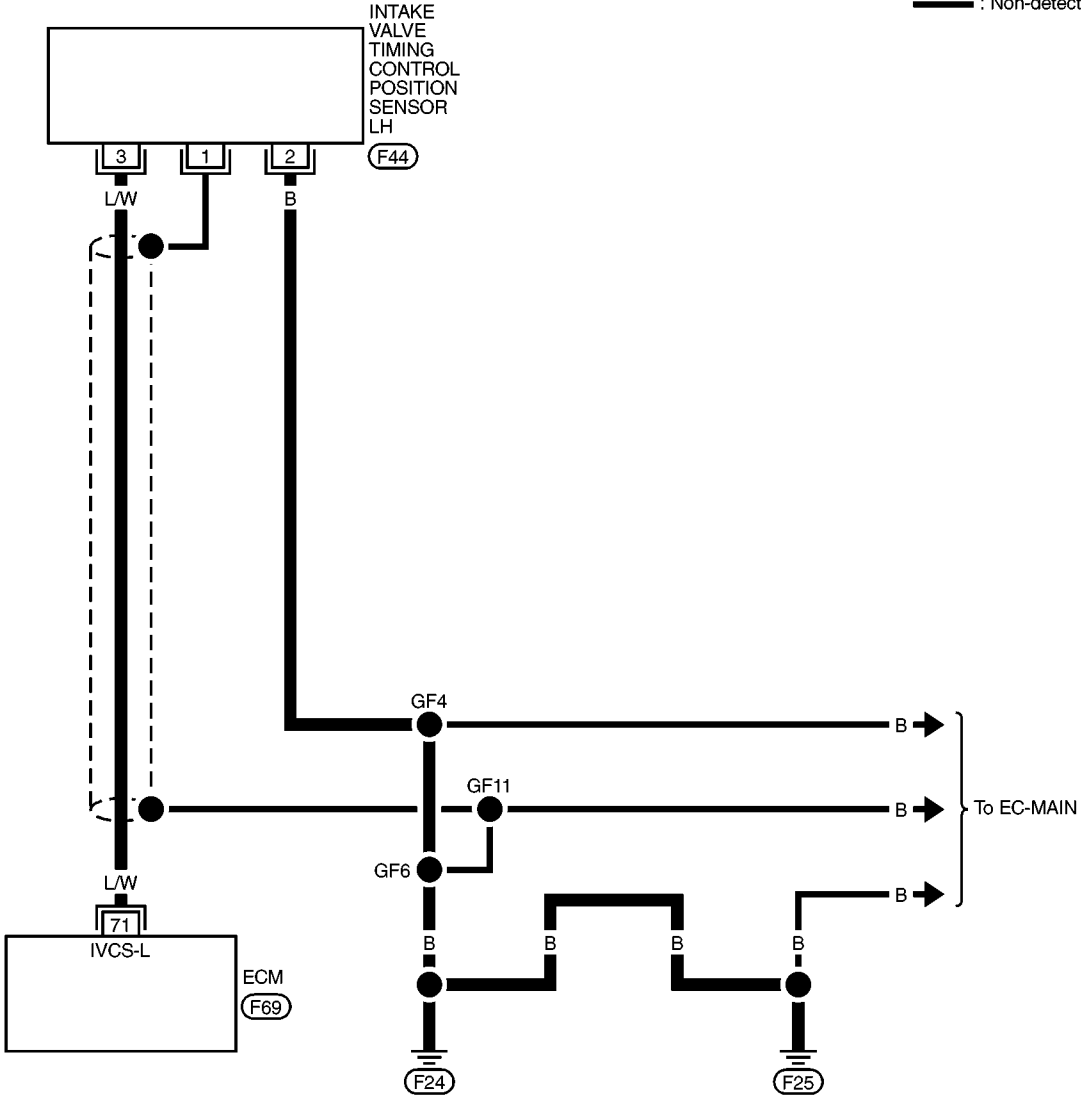 : Non-detect
INTAKE
VALVE
TIMING
CONTROL
POSITION
SENSOR
LH
3
1
2
F44
L/W
B
GF4
B
GF11
B
To EC-MAIN
GF6
L/W
B
71
B
B
B
B
IVCS-L
ECM
F69
F24
F25